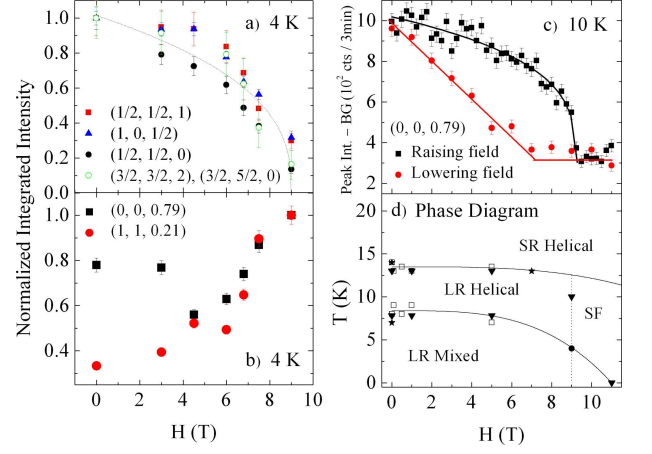 a) 4 K
1.0
0.8
0.6
0.4
0.2
0.0
(1/2, 1/2, 1)
(1, 0, 1/2)
(1/2, 1/2, 0)
(3/2, 3/2, 2), (3/2, 5/2, 0)
Normalized Integrated Intensity
1.0
0.8
0.6
0.4
(0, 0, 0.79)
(1, 1, 0.21)
b) 4 K
0 2 4 6 8 10
H (T)
c) 10 K
Peak Int. – BG (10² cts / 3min)
10
8
6
4
2
(0, 0, 0.79)
Raising field
Lowering field
d) Phase Diagram
T (K)
20
15
10
5
0
SR Helical
LR Helical
SF
LR Mixed
0 2 4 6 8 10
H (T)